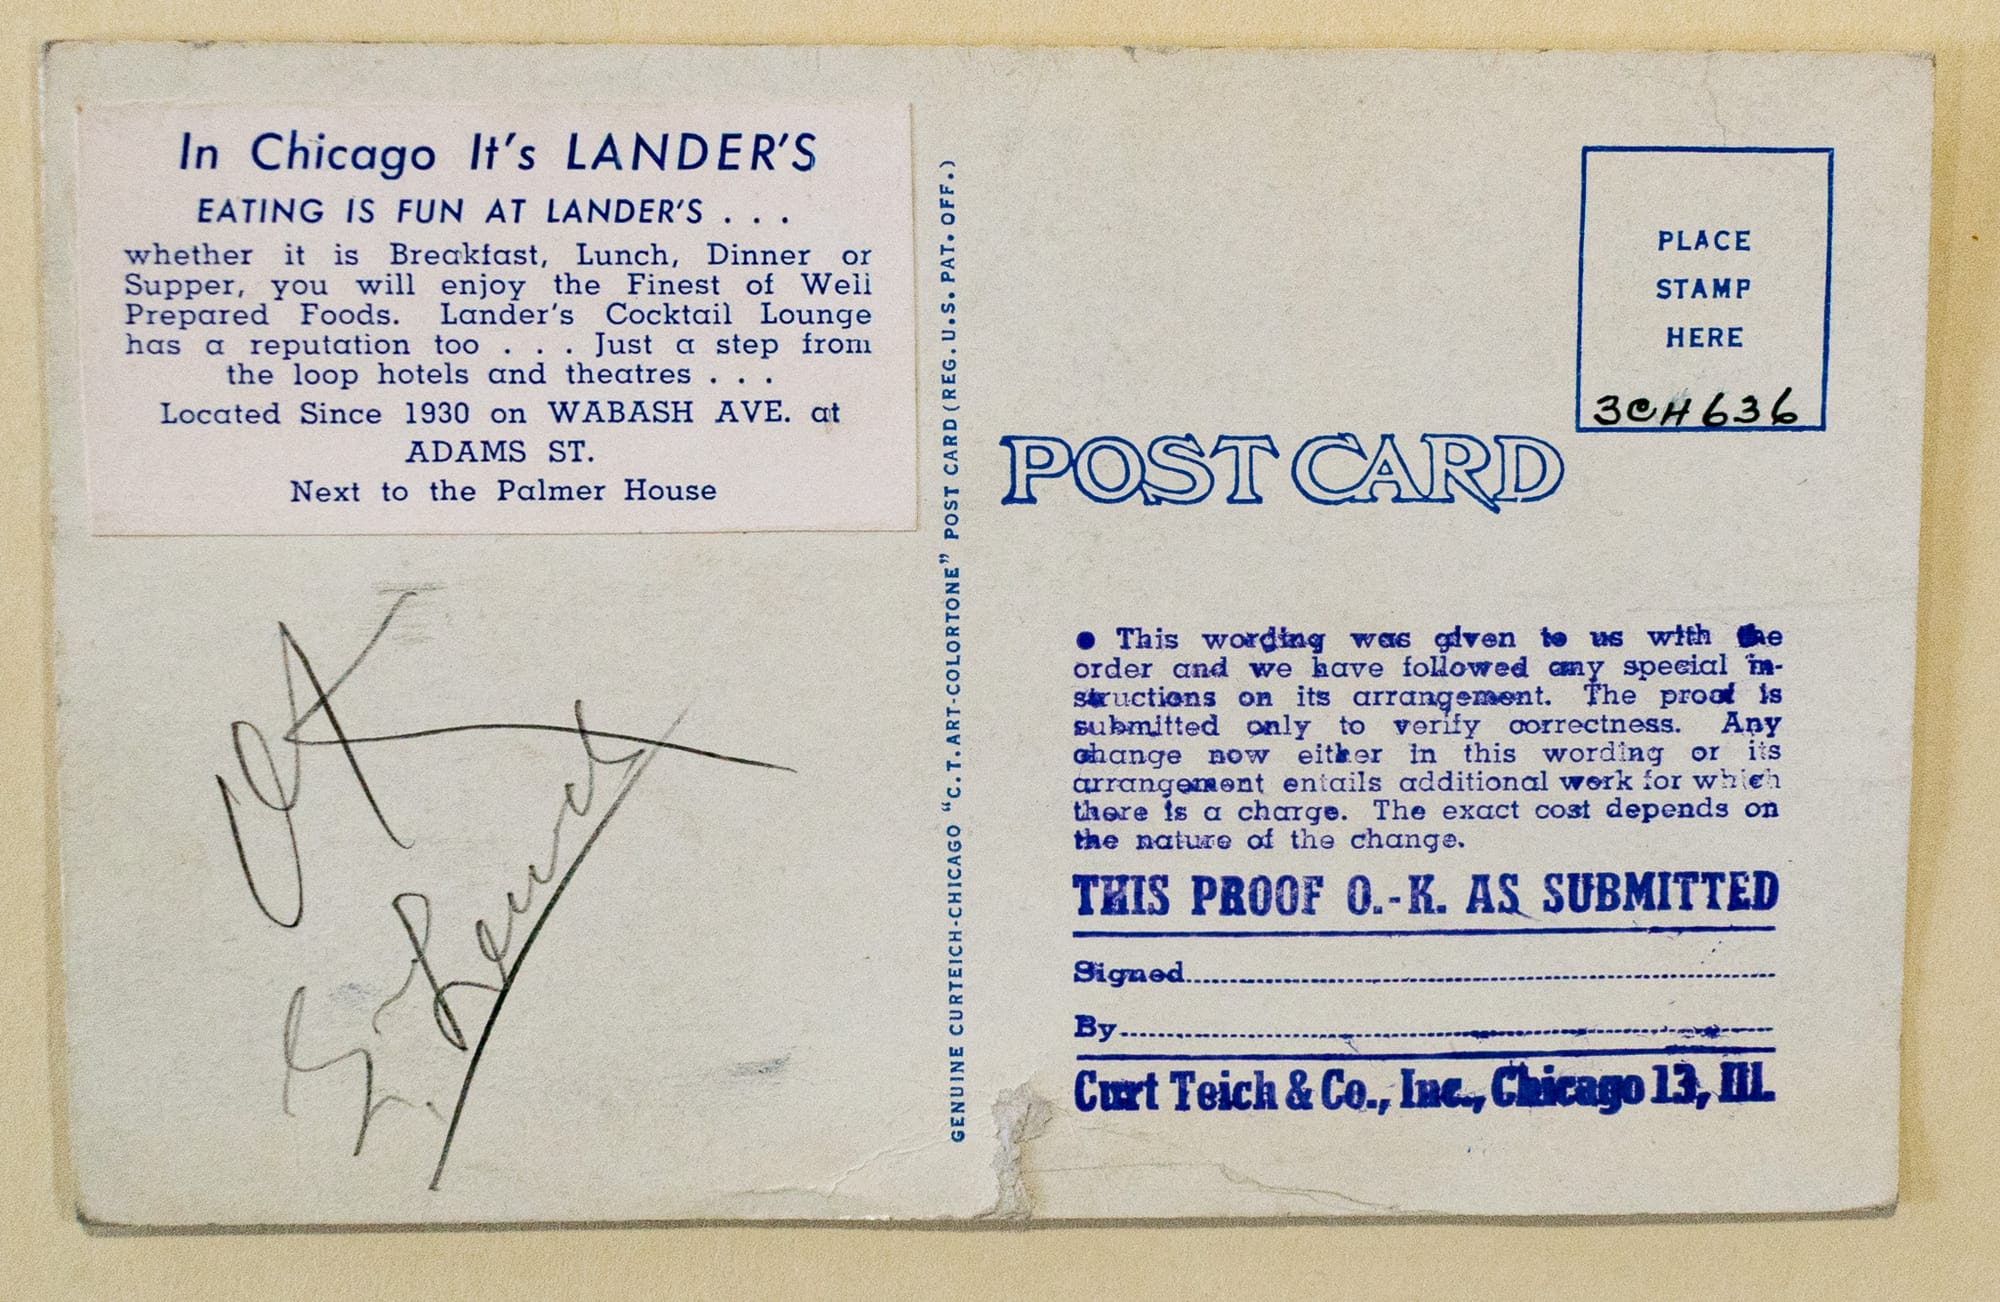 In Chicago It's LANDER'S
EATING IS FUN AT LANDER'S . . .
whether it is Breakfast, Lunch, Dinner or
Supper, you will enjoy the Finest of Well
Prepared Foods. Lander's Cocktail Lounge
has a reputation too . . . Just a step from
the loop hotels and theatres . . .
Located Since 1930 on WABASH AVE. at
ADAMS ST.
Next to the Palmer House
OK
GENUINE CURTEICH-CHICAGO "C.T.ART-COLORTONE" POST CARD (REG. U.S. PAT. OFF.)
PLACE
STAMP
HERE
3CH636
POST CARD
• This wording was given to us with the
order and we have followed any special in-
structions on its arrangement. The proof is
submitted only to verify correctness. Any
change now either in this wording or its
arrangement entails additional work for which
there is a charge. The exact cost depends on
the nature of the change.
THIS PROOF O.-K. AS SUBMITTED
Signed
By
Curt Teich & Co., Inc., Chicago 13, Ill.